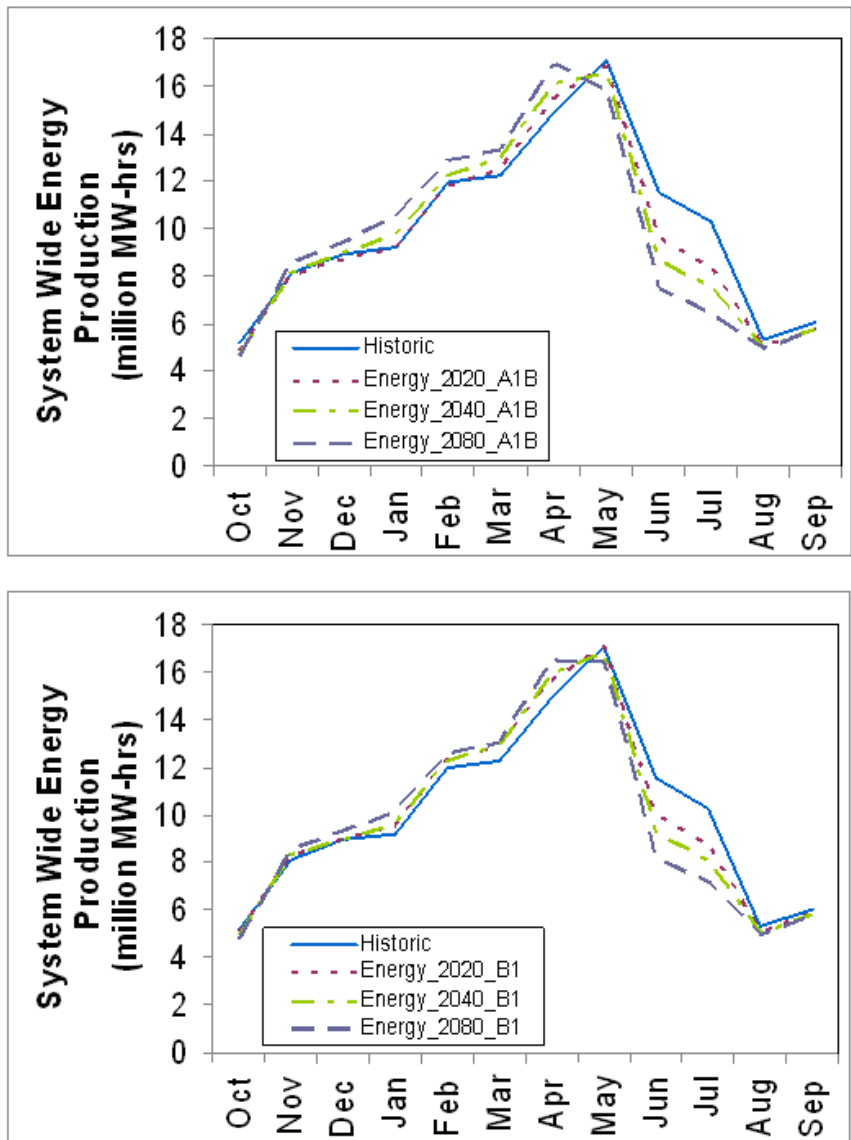 System Wide Energy
Production
(million MW-hrs)
18
16
14
12
10
8
6
4
2
0
Historic
Energy_2020_A1B
Energy_2040_A1B
Energy_2080_A1B
Oct
Nov
Dec
Jan
Feb
Mar
Apr
May
Jun
Jul
Aug
Sep
System Wide Energy
Production
(million MW-hrs)
18
16
14
12
10
8
6
4
2
0
Historic
Energy_2020_B1
Energy_2040_B1
Energy_2080_B1
Oct
Nov
Dec
Jan
Feb
Mar
Apr
May
Jun
Jul
Aug
Sep